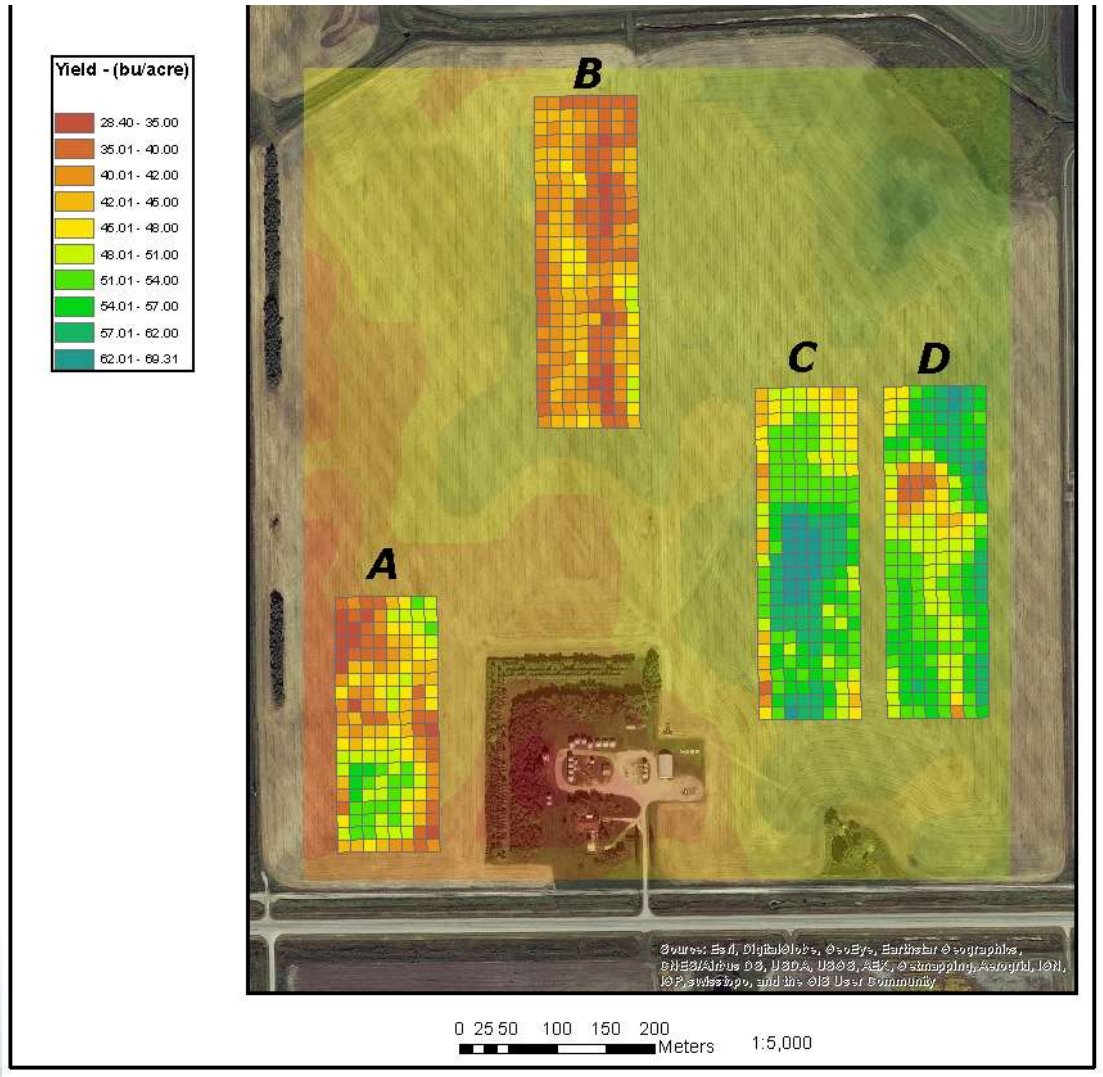 Yield - (bu/acre)
28.40 - 35.00
35.01 - 40.00
40.01 - 42.00
42.01 - 45.00
45.01 - 48.00
48.01 - 51.00
51.01 - 54.00
54.01 - 57.00
57.01 - 62.00
62.01 - 69.31
B
C D
A
Source: Esri, DigitalGlobe, GeoEye, Earthstar Geographics,
CNES/Airbus DS, USDA, USGS, AEX, Getmapping, Aerogrid, IGN,
IGP, swisstopo, and the GIS User Community
0 25 50 100 150 200
Meters 1:5,000